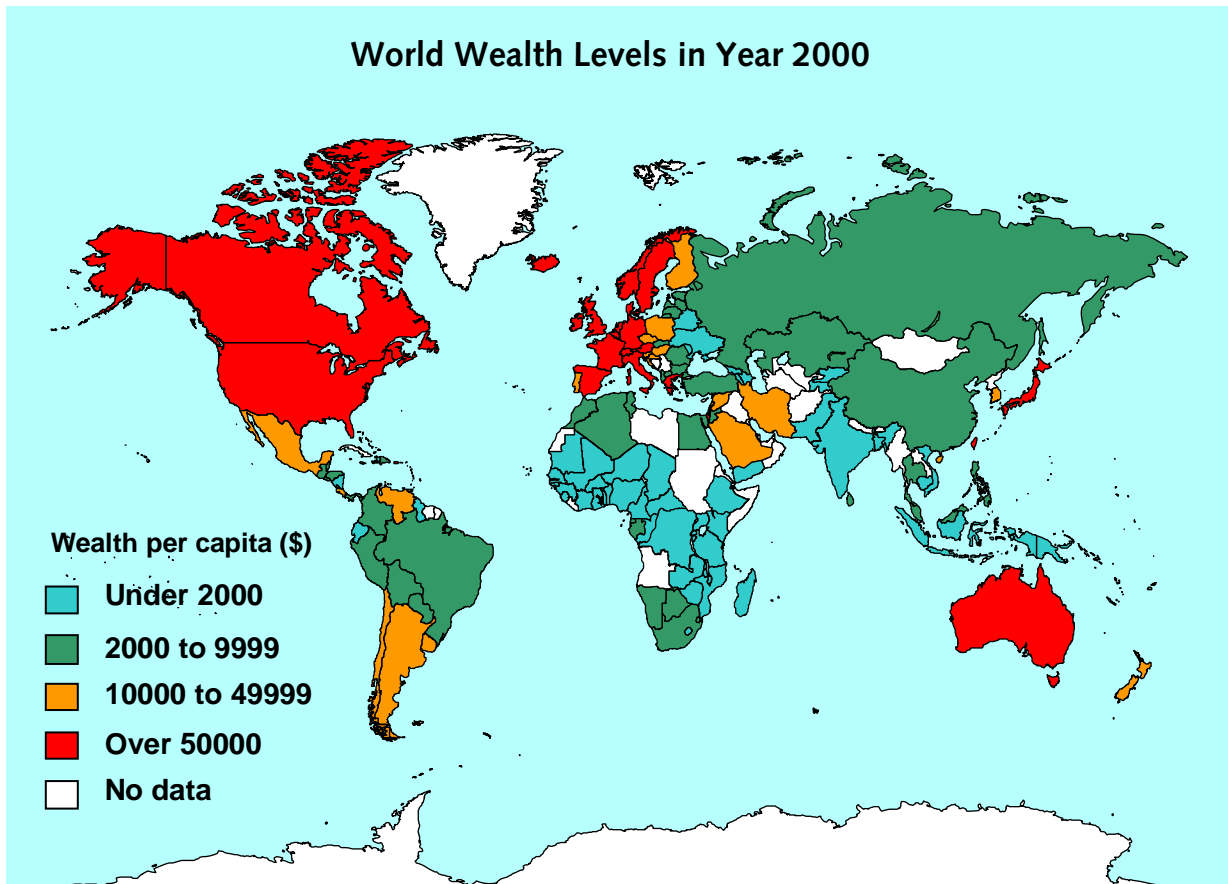 World Wealth Levels in Year 2000
Wealth per capita ($)
Under 2000
2000 to 9999
10000 to 49999
Over 50000
No data